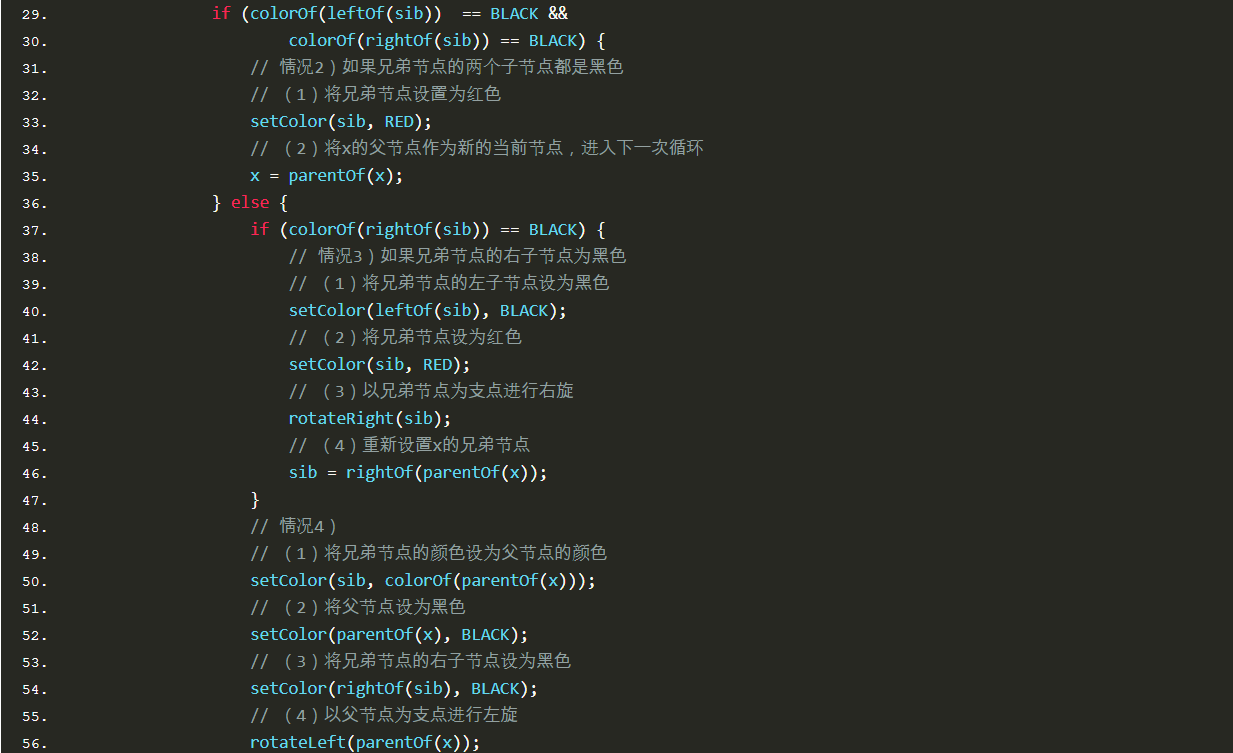 29. if (colorOf(leftOf(sib))  == BLACK &&
30. colorOf(rightOf(sib)) == BLACK) {
31. // 情况2）如果兄弟节点的两个子节点都是黑色
32. // （1）将兄弟节点设置为红色
33. setColor(sib, RED);
34. // （2）将x的父节点作为新的当前节点，进入下一次循环
35. x = parentOf(x);
36. } else {
37. if (colorOf(rightOf(sib)) == BLACK) {
38. // 情况3）如果兄弟节点的右子节点为黑色
39. // （1）将兄弟节点的左子节点设为黑色
40. setColor(leftOf(sib), BLACK);
41. // （2）将兄弟节点设为红色
42. setColor(sib, RED);
43. // （3）以兄弟节点为支点进行右旋
44. rotateRight(sib);
45. // （4）重新设置x的兄弟节点
46. sib = rightOf(parentOf(x));
47. }
48. // 情况4）
49. // （1）将兄弟节点的颜色设为父节点的颜色
50. setColor(sib, colorOf(parentOf(x)));
51. // （2）将父节点设为黑色
52. setColor(parentOf(x), BLACK);
53. // （3）将兄弟节点的右子节点设为黑色
54. setColor(rightOf(sib), BLACK);
55. // （4）以父节点为支点进行左旋
56. rotateLeft(parentOf(x));